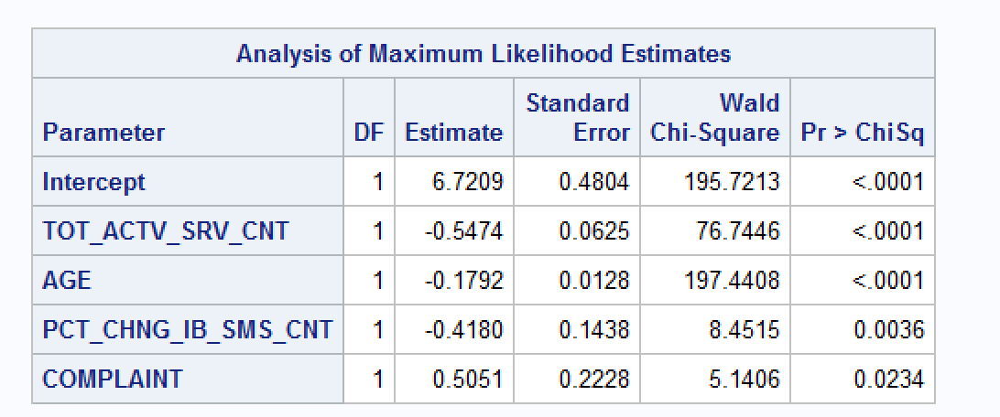 Analysis of Maximum Likelihood Estimates
Parameter DF Estimate Standard Error Wald Chi-Square Pr > ChiSq
Intercept 1 6.7209 0.4804 195.7213 <.0001
TOT_ACTV_SRV_CNT 1 -0.5474 0.0625 76.7446 <.0001
AGE 1 -0.1792 0.0128 197.4408 <.0001
PCT_CHNG_IB_SMS_CNT 1 -0.4180 0.1438 8.4515 0.0036
COMPLAINT 1 0.5051 0.2228 5.1406 0.0234